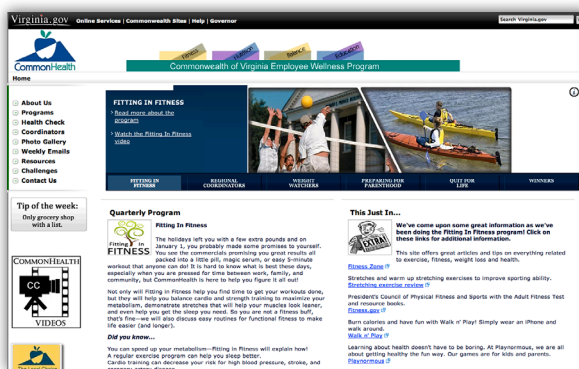 Virginia.gov Online Services | Commonwealth Sites | Help | Governor
Search Virginia.gov
Fitness Nutrition Balance Education
CommonHealth
Commonwealth of Virginia Employee Wellness Program
Home
About Us
Programs
Health Check
Coordinators
Photo Gallery
Weekly Emails
Resources
Challenges
Contact Us
Tip of the week:
Only grocery shop
with a list.
COMMONHEALTH
CC
VIDEOS
FITTING IN FITNESS
Read more about the
program
Watch the Fitting In Fitness
video
FITTING IN
FITNESS
REGIONAL
COORDINATORS
WEIGHT
WATCHERS
PREPARING FOR
PARENTHOOD
QUIT FOR
LIFE
WINNERS
Quarterly Program
Fitting In
FITNESS
Fitting In Fitness
The holidays left you with a few extra pounds and on
January 1, you probably made some promises to yourself.
You see the commercials promising you great results all
packed into a little pill, magic serum, or easy 5-minute
workout that anyone can do! It is hard to know what is best these days,
especially when you are pressed for time between work, family, and
community, but CommonHealth is here to help you figure it all out!
Not only will Fitting in Fitness help you find time to get your workouts done,
but they will help you balance cardio and strength training to maximize your
metabolism, demonstrate stretches that will help your muscles look leaner,
and even help you get the sleep you need. So you are not a fitness buff,
that's fine—we will also discuss easy routines for functional fitness to make
life easier (and longer).
Did you know...
You can speed up your metabolism—Fitting in Fitness will explain how!
A regular exercise program can help you sleep better.
Cardio training can decrease your risk for high blood pressure, stroke, and
This Just In...
EXTRA!
We've come upon some great information as we've
been doing the Fitting In Fitness program! Click on
these links for additional information.
This site offers great articles and tips on everything related
to exercise, fitness, weight loss and health.
Fitness Zone
Stretches and warm up stretching exercises to improve sporting ability.
Stretching exercise review
President's Council of Physical Fitness and Sports with the Adult Fitness Test
and resource books.
Fitness.gov
Burn calories and have fun with Walk n' Play! Simply wear an iPhone and
walk around.
Walk n' Play
Learning about health doesn't have to be boring. At Playnormous, we are all
about getting healthy the fun way. Our games are for kids and parents.
Playnormous